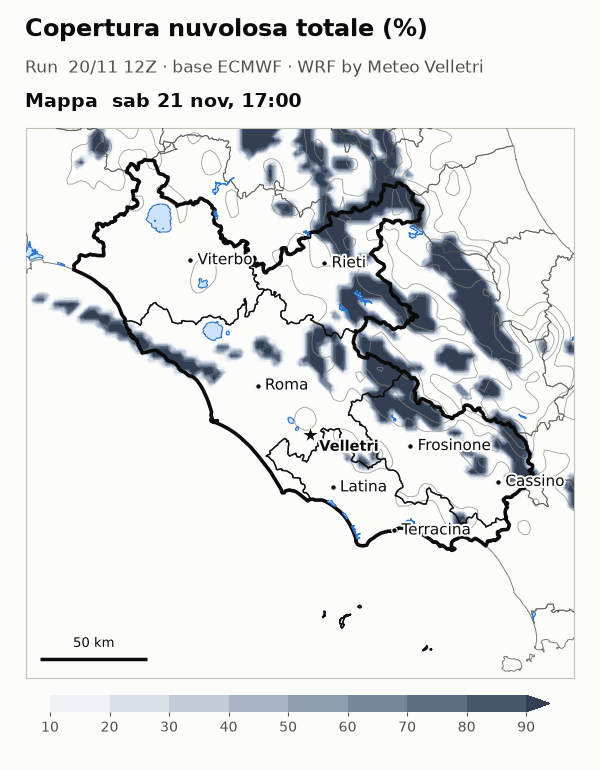 Copertura nuvolosa totale (%)
Run  20/11 12Z · base ECMWF · WRF by Meteo Velletri
Mappa  sab 21 nov, 17:00
Viterbo
Rieti
Roma
Velletri
Frosinone
Latina
Cassino
Terracina
50 km
10 20 30 40 50 60 70 80 90